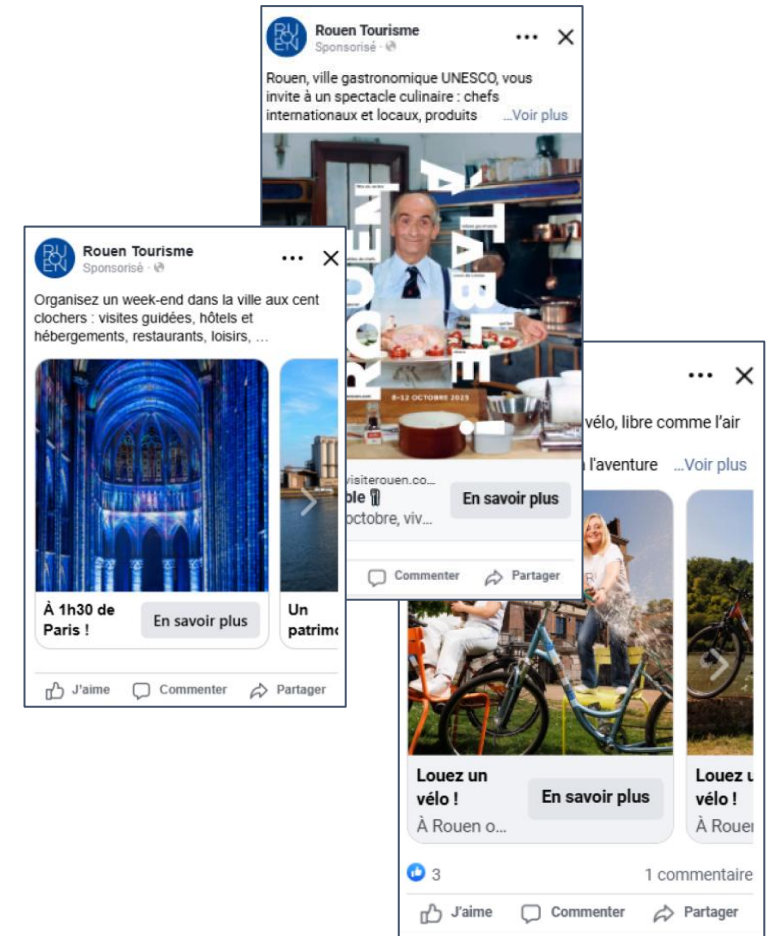 Rouen Tourisme
Sponsorisé
Rouen, ville gastronomique UNESCO, vous
invite à un spectacle culinaire : chefs
internationaux et locaux, produits ...Voir plus
ROUEN
À TABLE !
8-12 OCTOBRE 2025
visiterouen.co...
ble
octobre, viv...
En savoir plus
Commenter
Partager
Rouen Tourisme
Sponsorisé
Organisez un week-end dans la ville aux cent
clochers : visites guidées, hôtels et
hébergements, restaurants, loisirs, ...
À 1h30 de
Paris !
En savoir plus
Un
patrimo
J'aime
Commenter
Partager
vélo, libre comme l'air
l'aventure ...Voir plus
Louez un
vélo !
À Rouen o...
En savoir plus
Louez u
vélo !
À Rouen
3
1 commentaire
J'aime
Commenter
Partager